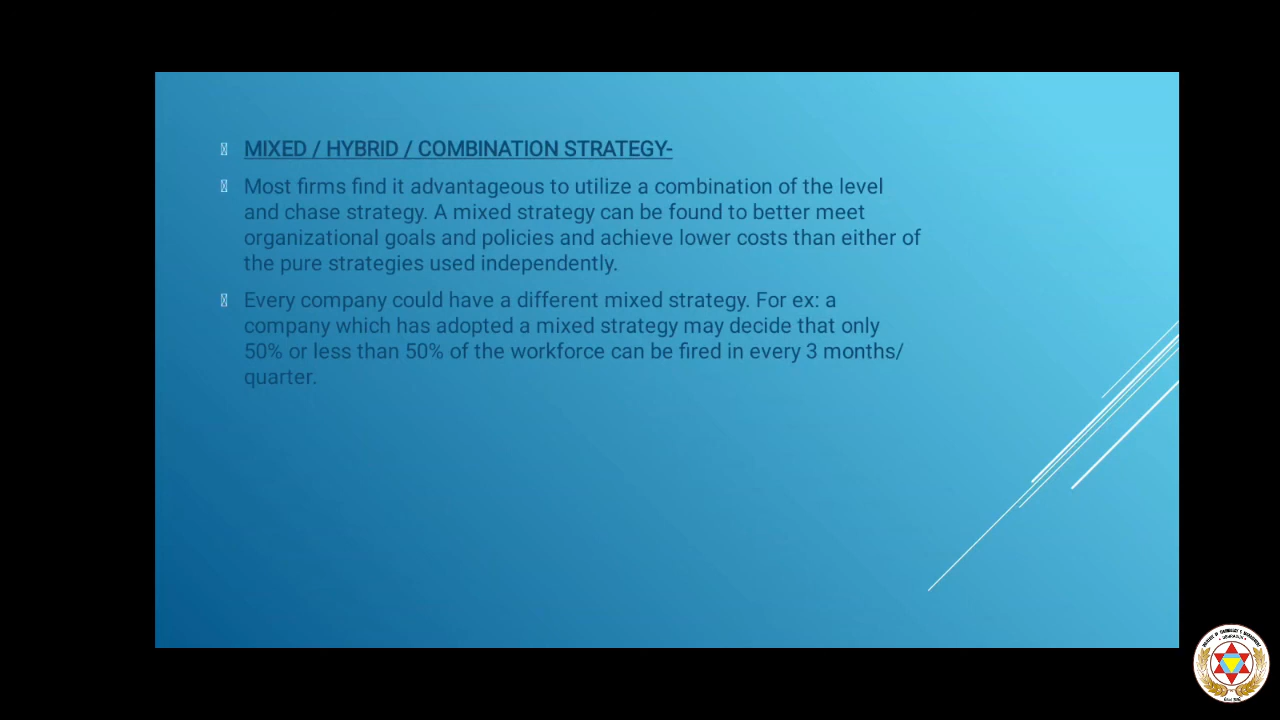 MIXED / HYBRID / COMBINATION STRATEGY-
Most firms find it advantageous to utilize a combination of the level
and chase strategy. A mixed strategy can be found to better meet
organizational goals and policies and achieve lower costs than either of
the pure strategies used independently.
Every company could have a different mixed strategy. For ex: a
company which has adopted a mixed strategy may decide that only
50% or less than 50% of the workforce can be fired in every 3 months/
quarter.